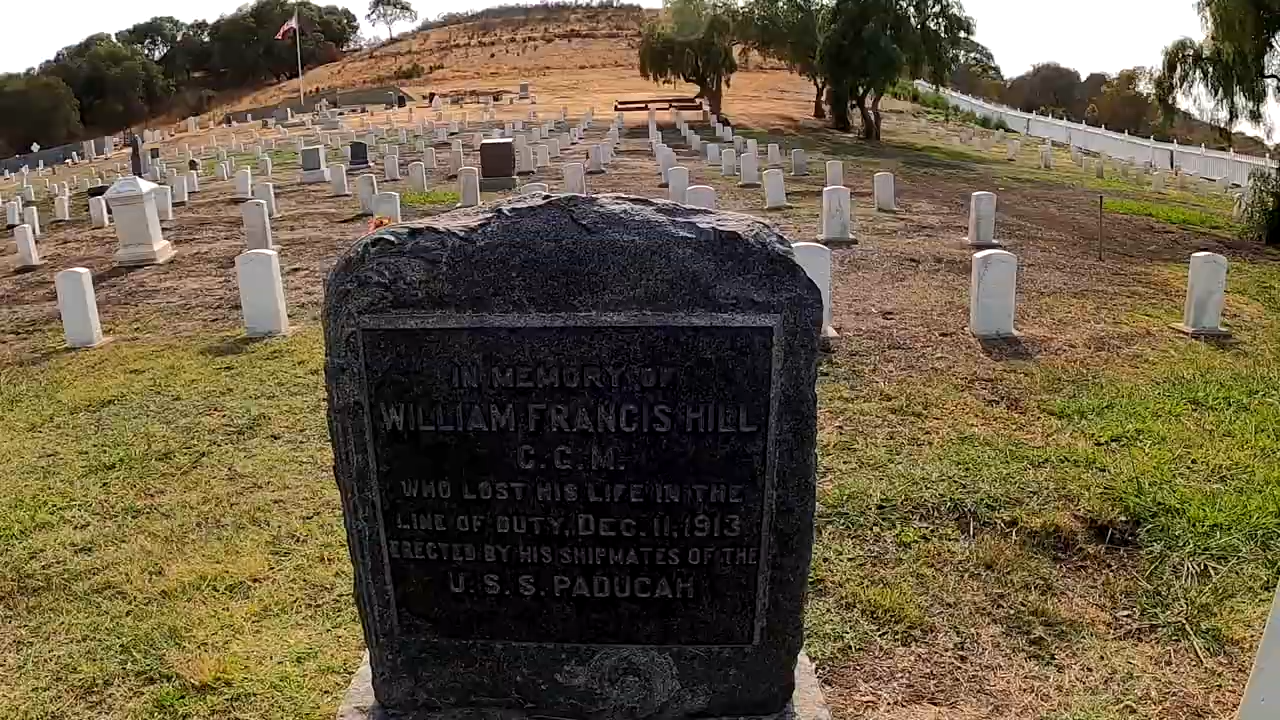 IN MEMORY OF
WILLIAM FRANCIS HILL
C. G. M.
WHO LOST HIS LIFE IN THE
LINE OF DUTY, DEC. 11, 1913
ERECTED BY HIS SHIPMATES OF THE
U. S. S. PADUCAH